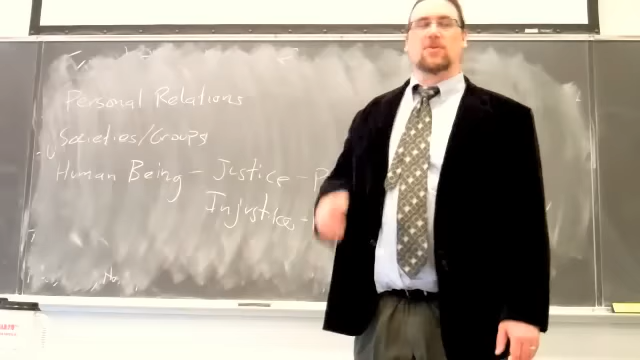 Personal Relations
Societies/Groups
Human Being – Justice – P
Injustice -